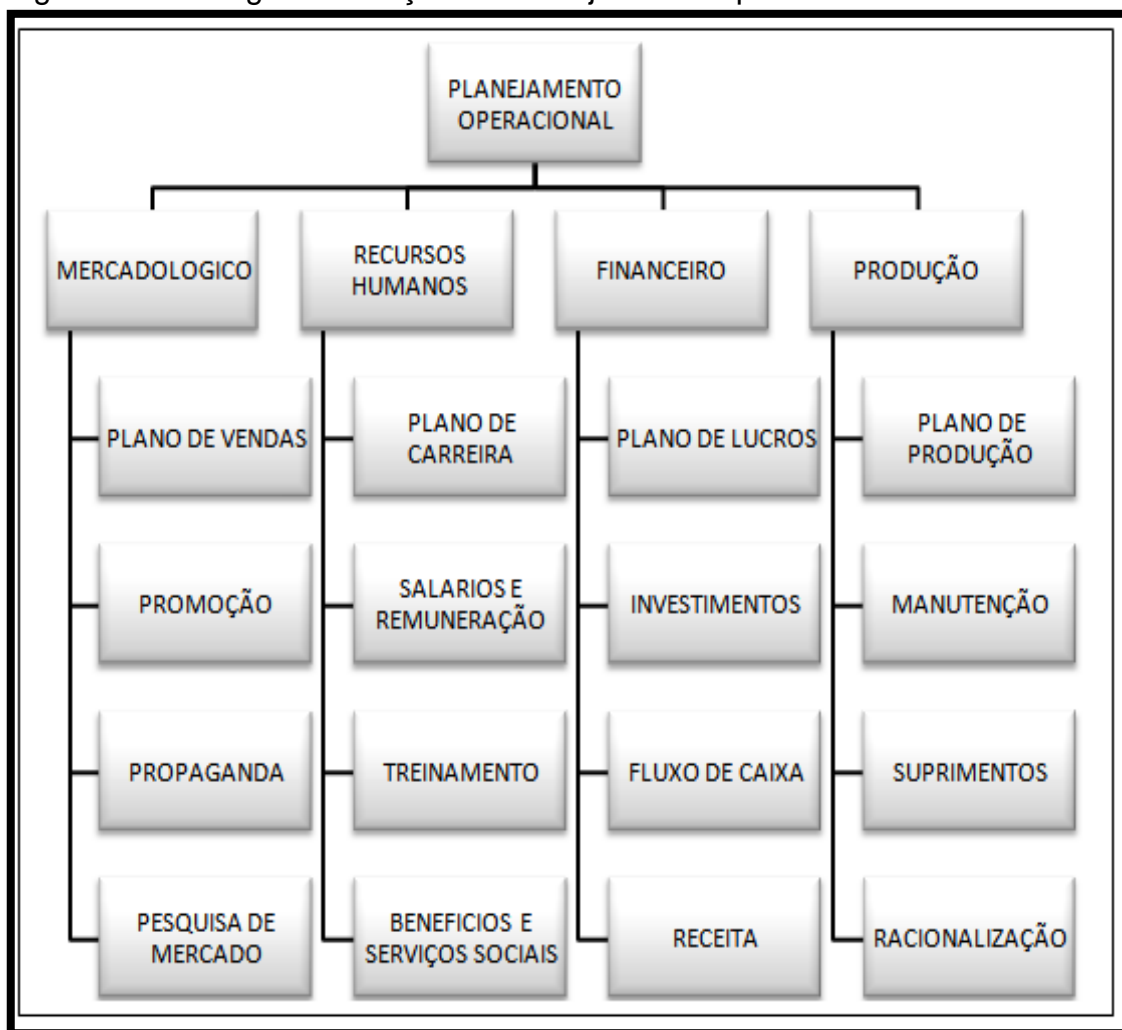 PLANEJAMENTO
OPERACIONAL
MERCADOLOGICO
RECURSOS
HUMANOS
FINANCEIRO
PRODUÇÃO
PLANO DE VENDAS
PLANO DE
CARREIRA
PLANO DE LUCROS
PLANO DE
PRODUÇÃO
PROMOÇÃO
SALARIOS E
REMUNERAÇÃO
INVESTIMENTOS
MANUTENÇÃO
PROPAGANDA
TREINAMENTO
FLUXO DE CAIXA
SUPRIMENTOS
PESQUISA DE
MERCADO
BENEFICIOS E
SERVIÇOS SOCIAIS
RECEITA
RACIONALIZAÇÃO